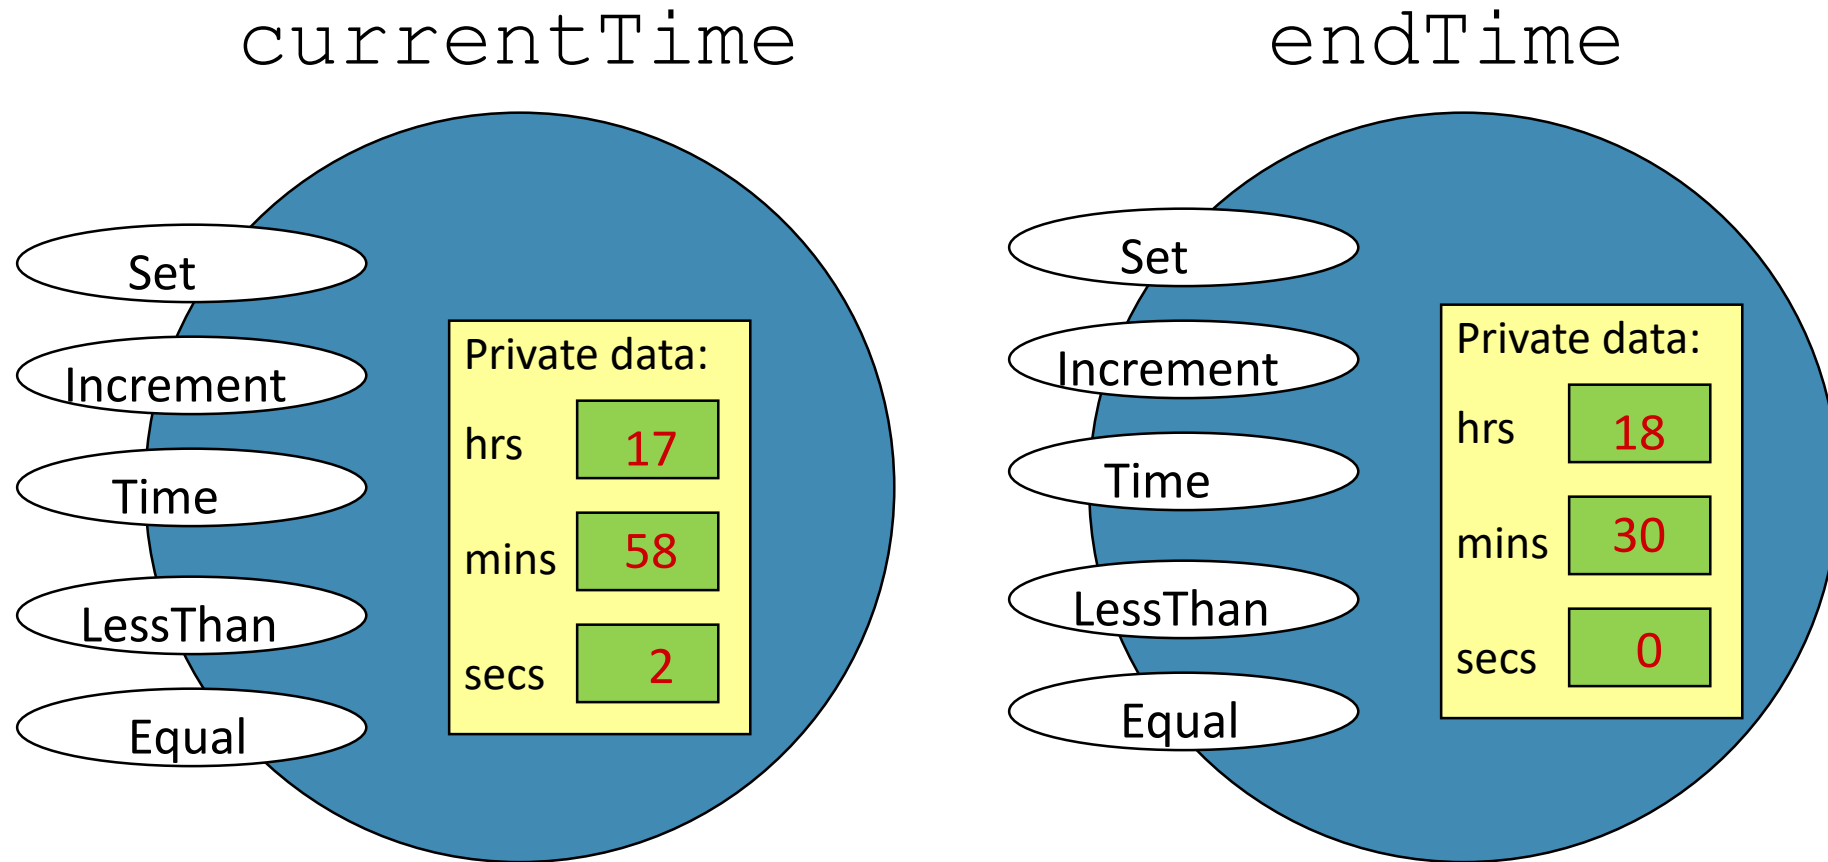 currentTime
Set
Increment
Time
LessThan
Equal
Private data:
hrs 17
mins 58
secs 2
endTime
Set
Increment
Time
LessThan
Equal
Private data:
hrs 18
mins 30
secs 0